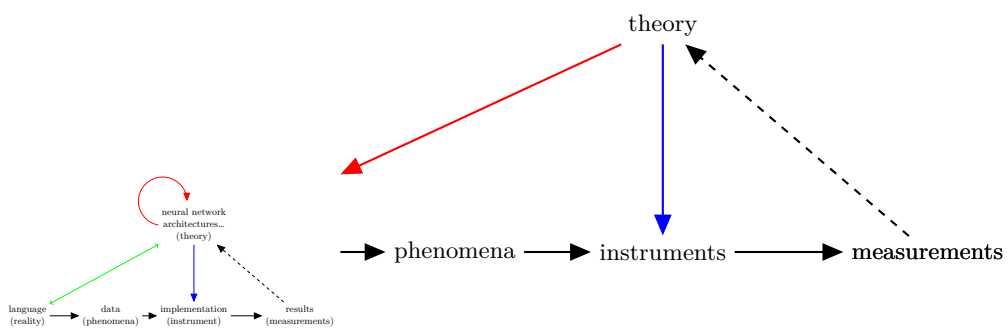 theory
phenomena
instruments
measurements
neural network
architectures...
(theory)
language
(reality)
data
(phenomena)
implementation
(instrument)
results
(measurements)